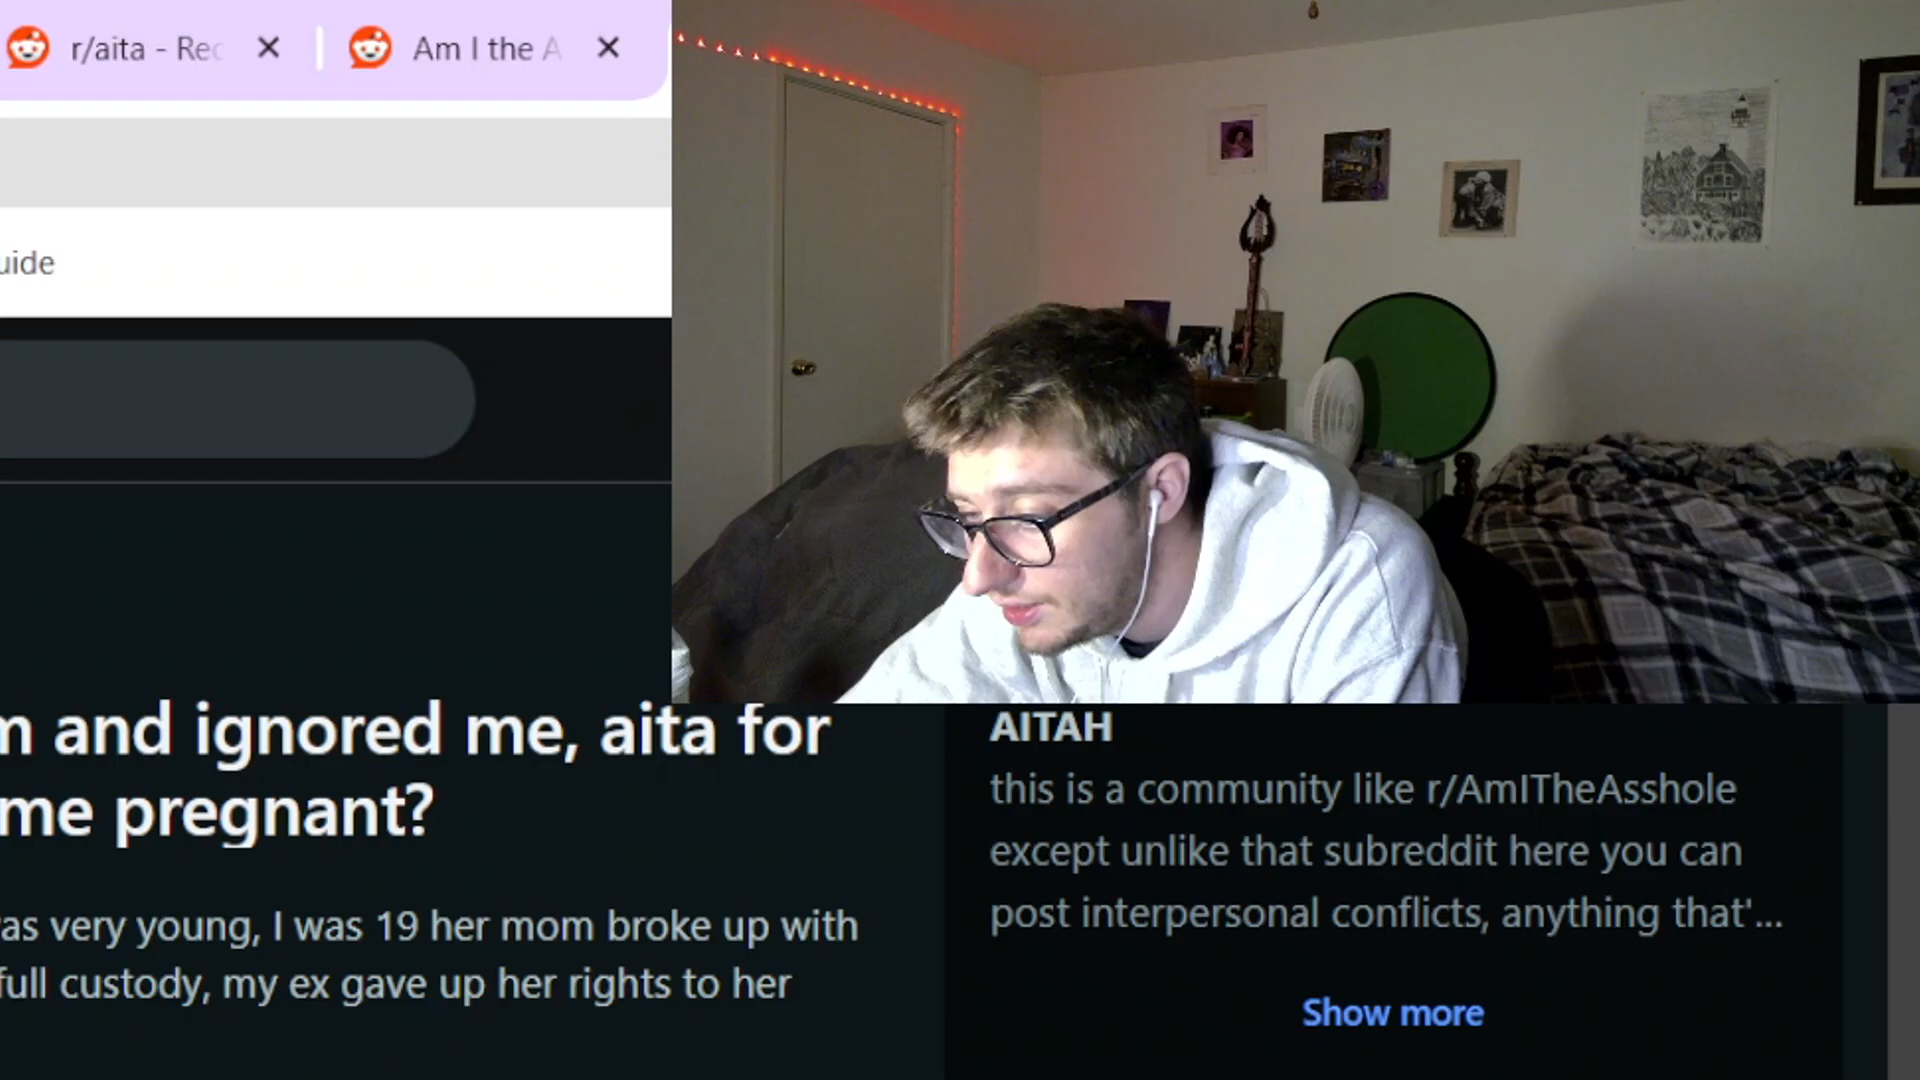 r/aita - Rec
Am I the A
uide
m and ignored me, aita for
me pregnant?
as very young, I was 19 her mom broke up with
full custody, my ex gave up her rights to her
AITAH
this is a community like r/AmITheAsshole
except unlike that subreddit here you can
post interpersonal conflicts, anything that'...
Show more